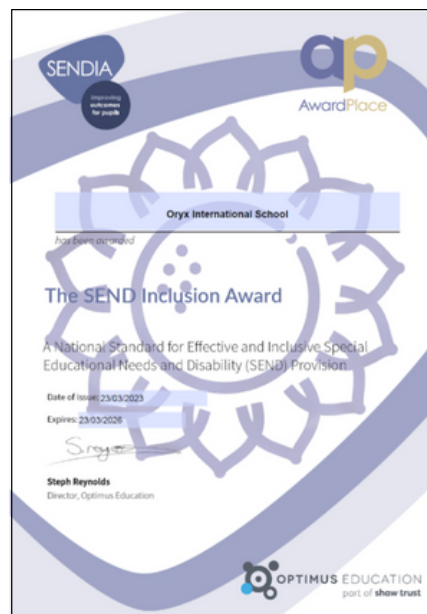 SENDIA
improving
outcomes
for pupils
ap
AwardPlace
Oryx International School
has been awarded
The SEND Inclusion Award
A National Standard for Effective and Inclusive Special
Educational Needs and Disability (SEND) Provision
Date of Issue: 23/03/2023
Expires: 23/03/2026
Steph Reynolds
Director, Optimus Education
OPTIMUS EDUCATION
part of shaw trust